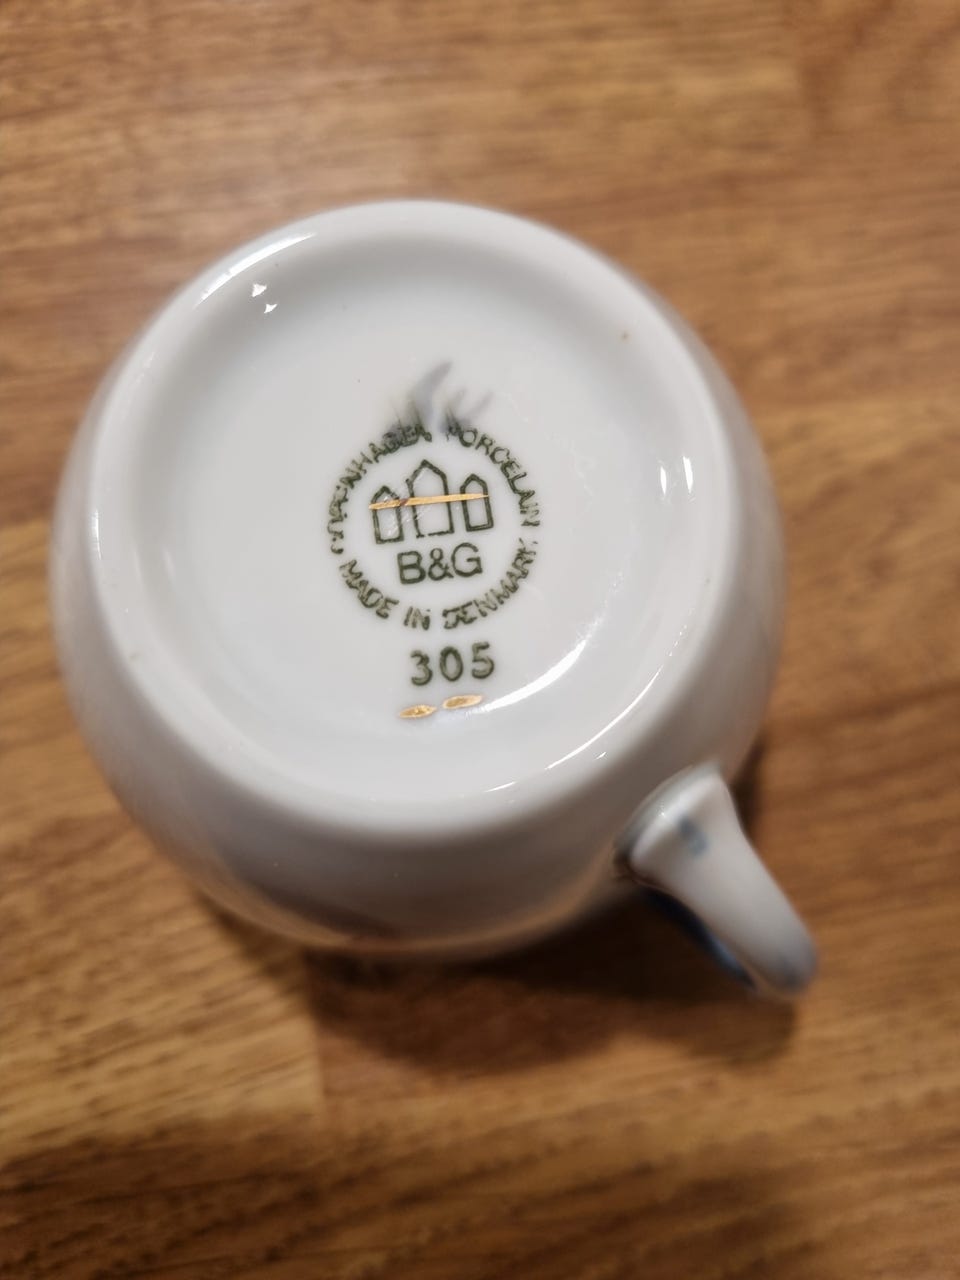 COPENHAGEN PORCELAIN
B&G
MADE IN DENMARK
305